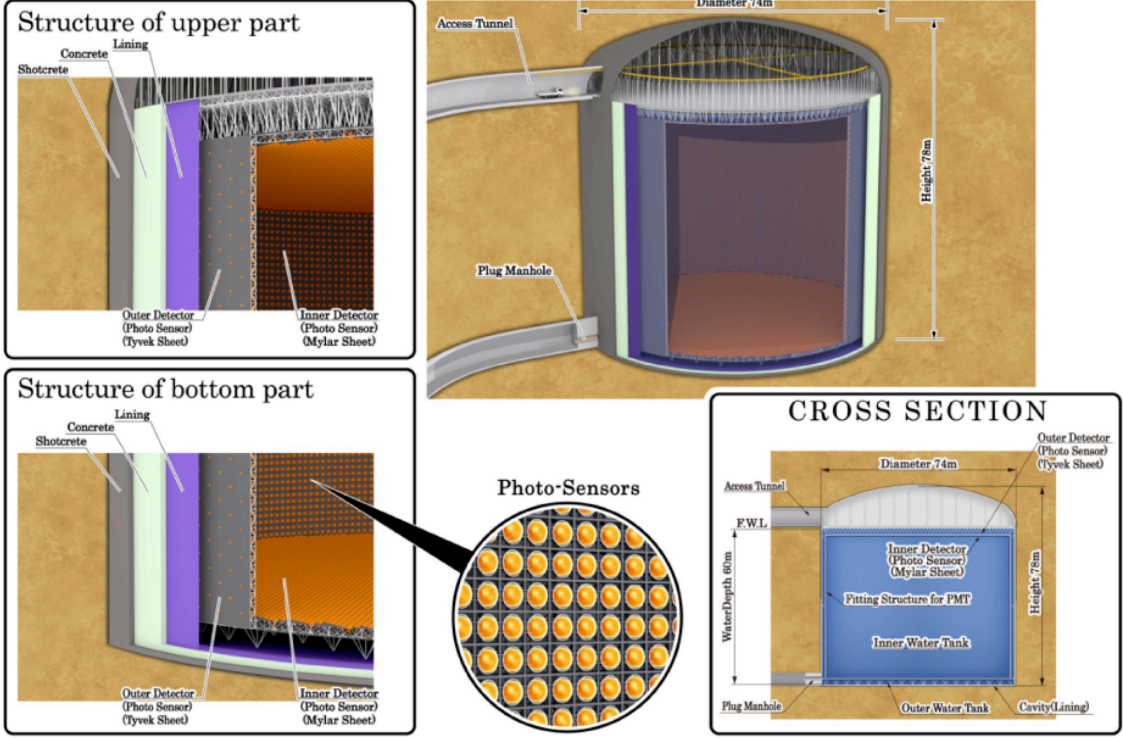 Structure of upper part
Lining
Concrete
Shotcrete
Outer Detector
(Photo Sensor)
(Tyvek Sheet)
Inner Detector
(Photo Sensor)
(Mylar Sheet)
Diameter 74m
Access Tunnel
Height 78m
Plug Manhole
Structure of bottom part
Lining
Concrete
Shotcrete
Outer Detector
(Photo Sensor)
(Tyvek Sheet)
Inner Detector
(Photo Sensor)
(Mylar Sheet)
Photo-Sensors
CROSS SECTION
Outer Detector
(Photo Sensor)
(Tyvek Sheet)
Diameter 74m
Access Tunnel
F.W.L
Inner Detector
(Photo Sensor)
(Mylar Sheet)
WaterDepth 60m
Height 78m
Fitting Structure for PMT
Inner Water Tank
Plug Manhole
Outer Water Tank
Cavity(Lining)